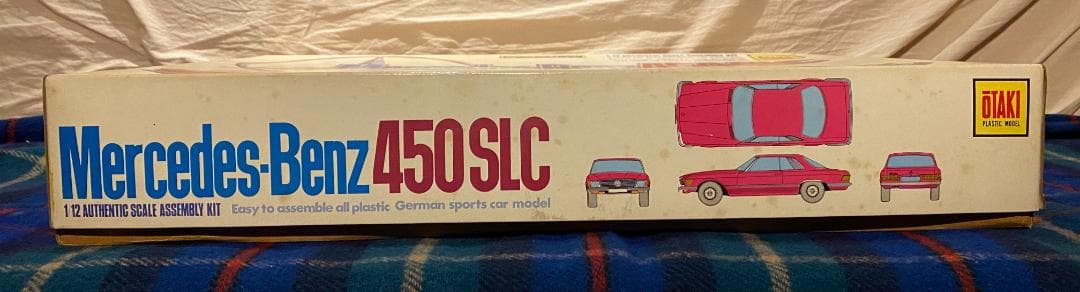 Mercedes-Benz 450SLC
1 12 AUTHENTIC SCALE ASSEMBLY KIT Easy to assemble all plastic German sports car model
ŌTAKI
PLASTIC MODEL